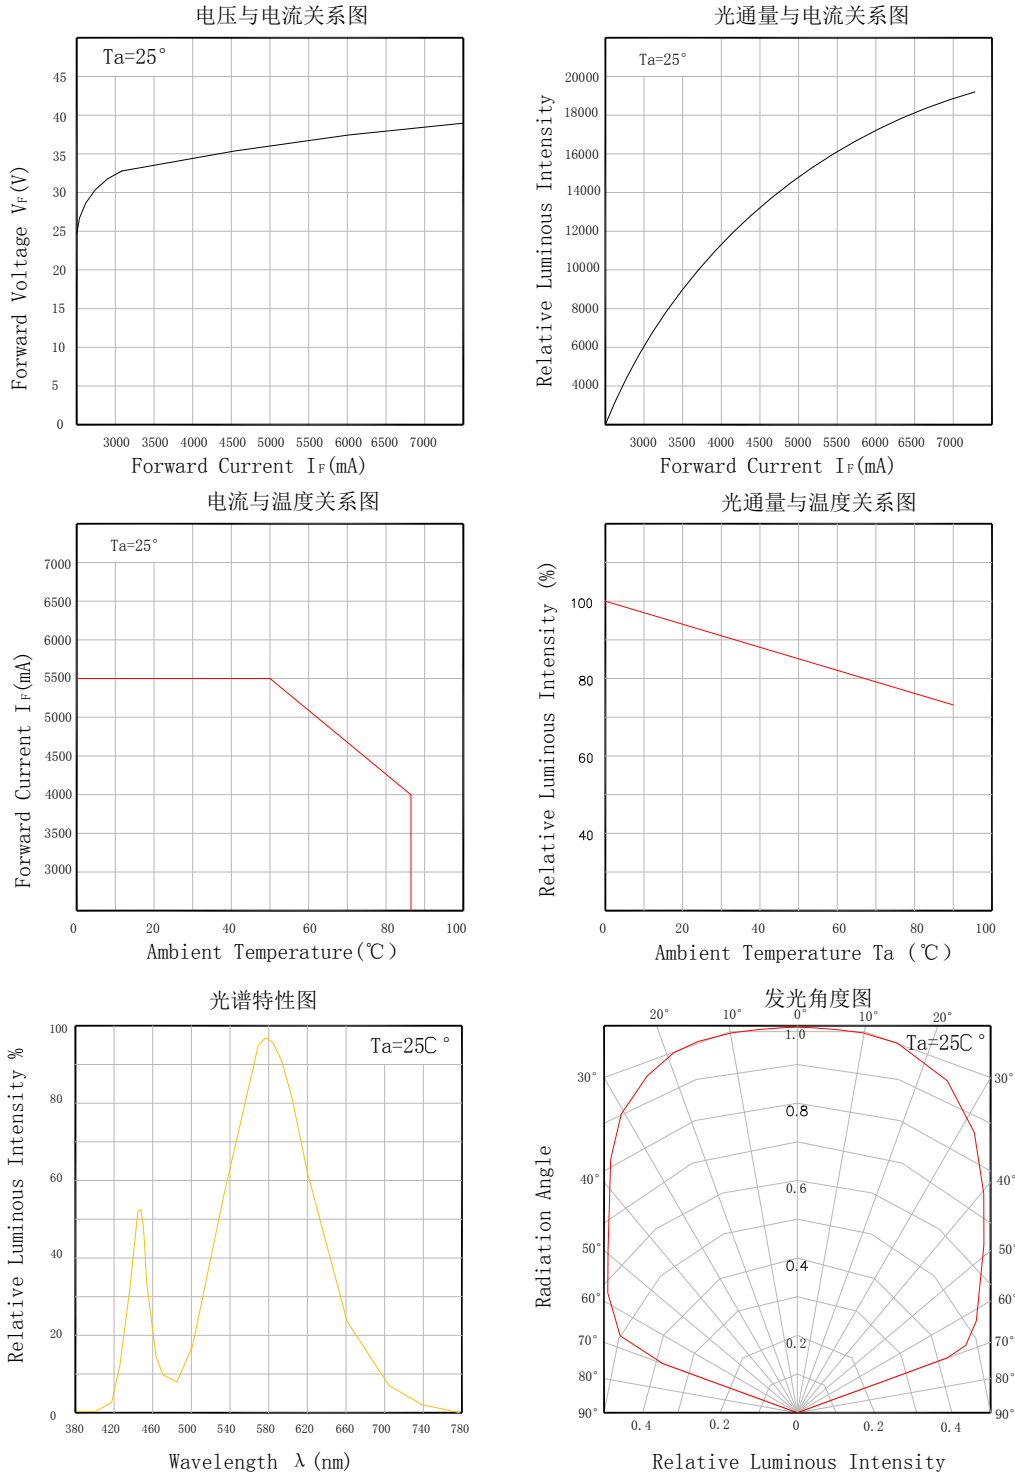 电压与电流关系图
Ta=25°
45
40
35
30
25
20
15
10
5
0
Forward Voltage VF(V)
3000 3500 4000 4500 5000 5500 6000 6500 7000
Forward Current IF(mA)
光通量与电流关系图
Ta=25°
20000
18000
16000
14000
12000
10000
8000
6000
4000
Relative Luminous Intensity
3000 3500 4000 4500 5000 5500 6000 6500 7000
Forward Current IF(mA)
电流与温度关系图
Ta=25°
7000
6500
6000
5500
5000
4500
4000
3500
3000
Forward Current IF(mA)
0 20 40 60 80 100
Ambient Temperature(℃)
光通量与温度关系图
100
80
60
40
Relative Luminous Intensity (%)
0 20 40 60 80 100
Ambient Temperature Ta (℃)
光谱特性图
Ta=25C°
100
80
60
40
20
0
Relative Luminous Intensity %
380 420 460 500 540 580 620 660 700 740 780
Wavelength λ(nm)
发光角度图
20° 10° 0° 10° 20°
Ta=25C°
1.0
30° 30°
0.8
40° 0.6 40°
50° 0.4 50°
60° 60°
70° 0.2 70°
80° 80°
90° 90°
Radiation Angle
0.4 0.2 0 0.2 0.4
Relative Luminous Intensity